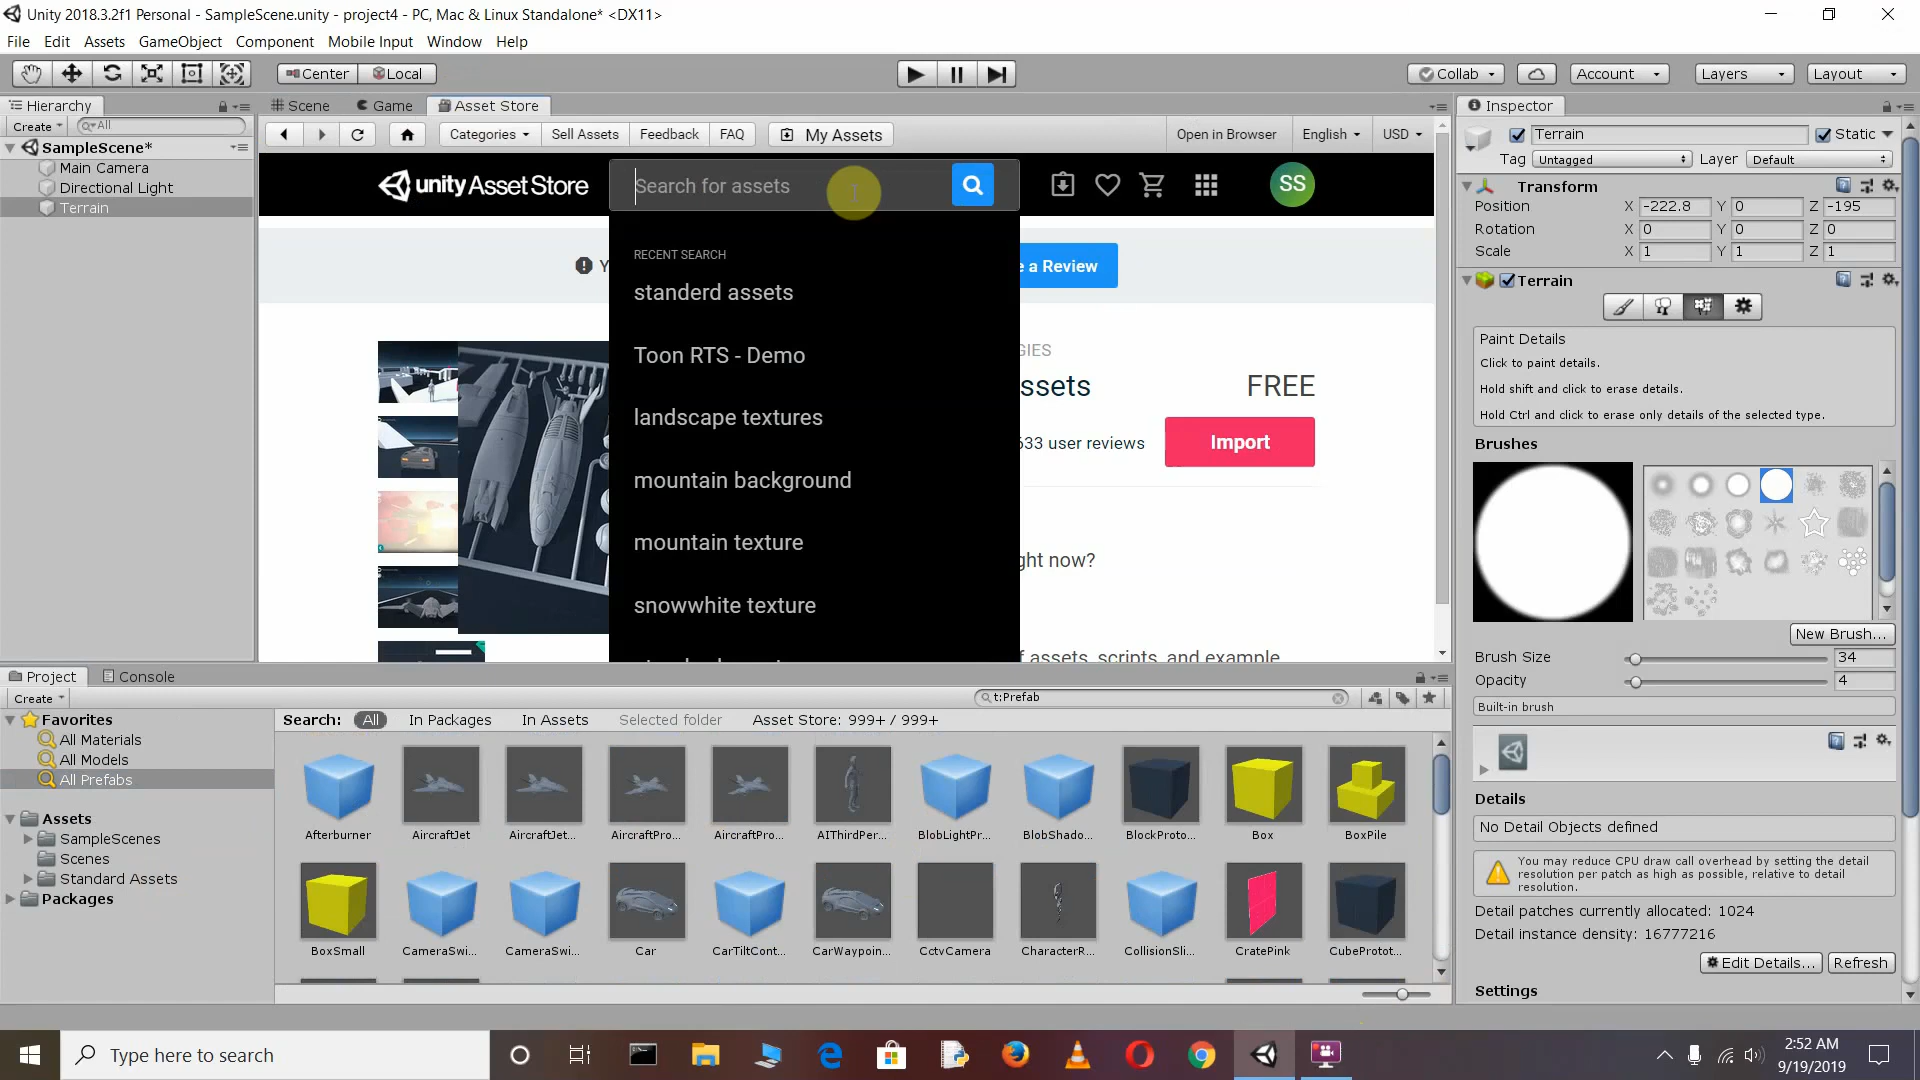 Unity 2018.3.2f1 Personal - SampleScene.unity - project4 - PC, Mac & Linux Standalone* <DX11>
File Edit Assets GameObject Component Mobile Input Window Help
Center Local Collab Account Layers Layout
Hierarchy
Create All
SampleScene*
Main Camera
Directional Light
Terrain
Scene Game Asset Store
Categories Sell Assets Feedback FAQ My Assets Open in Browser English USD
unity Asset Store Search for assets SS
Y e a Review
RECENT SEARCH
standerd assets
Toon RTS - Demo
landscape textures
mountain background
mountain texture
snowwhite texture
GIES
ssets FREE
633 user reviews Import
ght now?
f assets, scripts, and example
Inspector
Terrain Static
Tag Untagged Layer Default
Transform
Position X -222.8 Y 0 Z -195
Rotation X 0 Y 0 Z 0
Scale X 1 Y 1 Z 1
Terrain
Paint Details
Click to paint details.
Hold shift and click to erase details.
Hold Ctrl and click to erase only details of the selected type.
Brushes
New Brush...
Brush Size 34
Opacity 4
Built-in brush
Details
No Detail Objects defined
You may reduce CPU draw call overhead by setting the detail
resolution per patch as high as possible, relative to detail
resolution.
Detail patches currently allocated: 1024
Detail instance density: 16777216
Edit Details... Refresh
Settings
Project Console
Create t:Prefab
Favorites
All Materials
All Models
All Prefabs
Assets
SampleScenes
Scenes
Standard Assets
Packages
Search: All In Packages In Assets Selected folder Asset Store: 999+ / 999+
Afterburner AircraftJet AircraftJet... AircraftPro... AircraftPro... AIThirdPer... BlobLightPr... BlobShado... BlockProto... Box BoxPile
BoxSmall CameraSwi... CameraSwi... Car CarTiltCont... CarWaypoin... CctvCamera CharacterR... CollisionSli... CratePink CubeProtot...
Type here to search
2:52 AM
9/19/2019